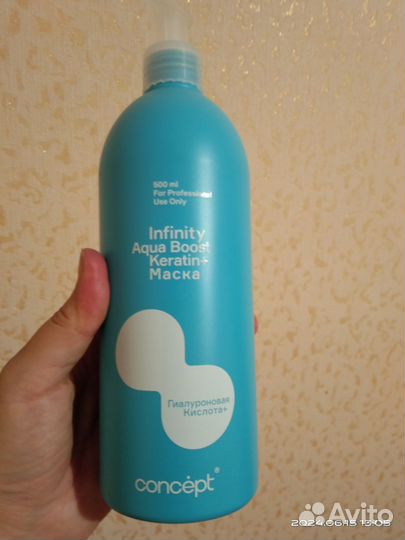 500 ml
For Professional
Use Only
Infinity
Aqua Boost
Keratin+
Маска
Гиалуроновая
Кислота+
concépt®
Avito
2024.06.15 13:05